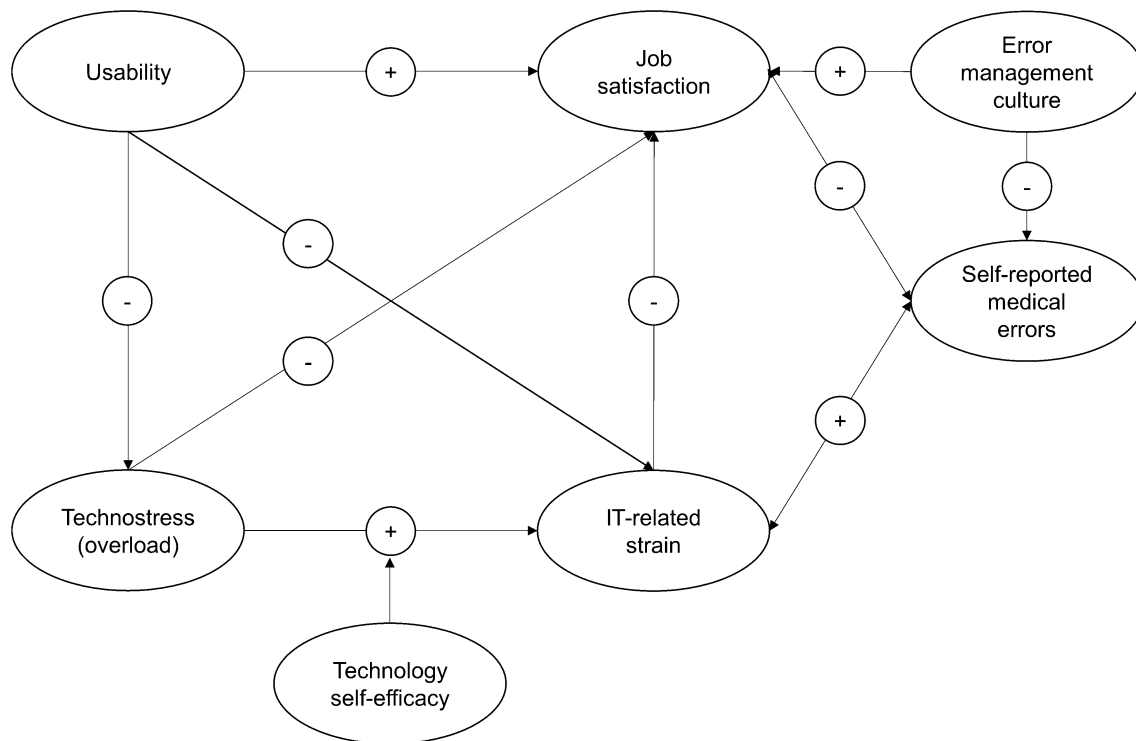 Usability
+
Job
satisfaction
+
Error
management
culture
-
-
-
-
-
-
Self-reported
medical
errors
+
Technostress
(overload)
+
IT-related
strain
Technology
self-efficacy